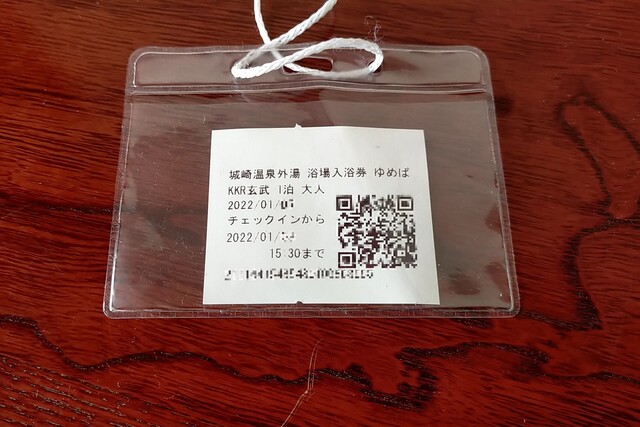 城崎温泉外湯 浴場入浴券 ゆめぱ
KKR玄武 1泊 大人
2022/01/
チェックインから
2022/01/
15:30まで